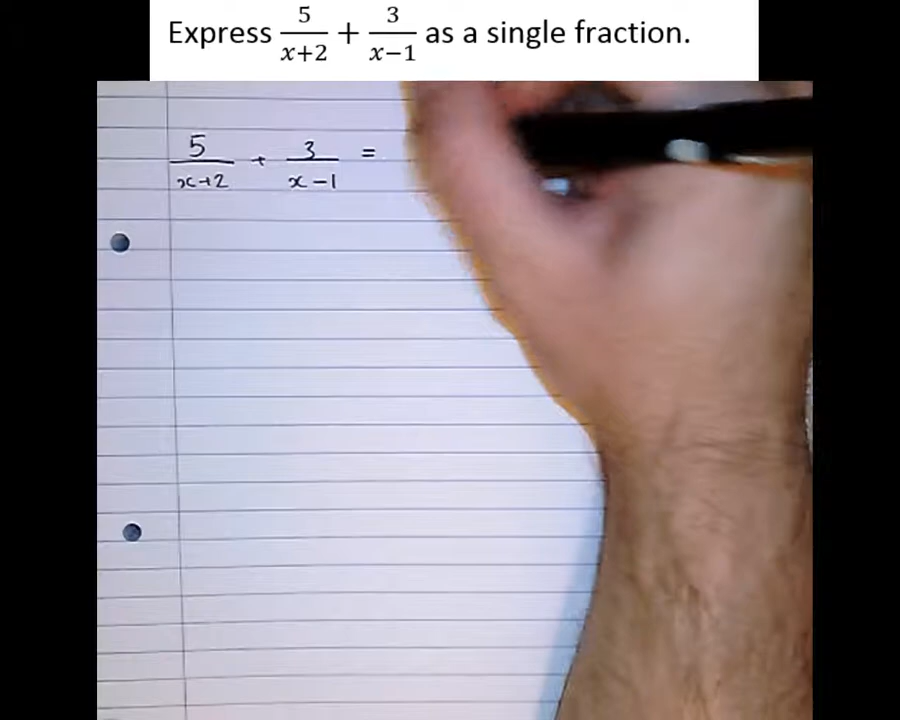 Express 5/(x+2) + 3/(x−1) as a single fraction.
5/(x+2) + 3/(x−1) =